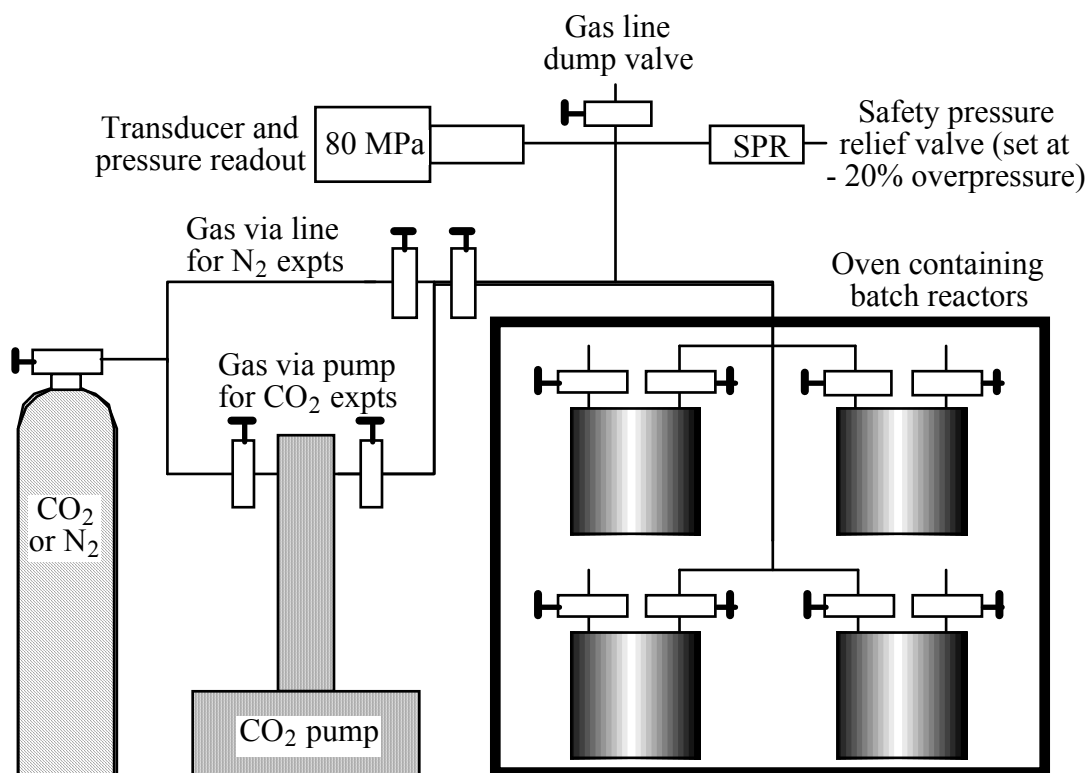 Gas line
dump valve
Transducer and
pressure readout
80 MPa
SPR
Safety pressure
relief valve (set at
- 20% overpressure)
Gas via line
for N₂ expts
Oven containing
batch reactors
Gas via pump
for CO₂ expts
CO₂
or N₂
CO₂ pump